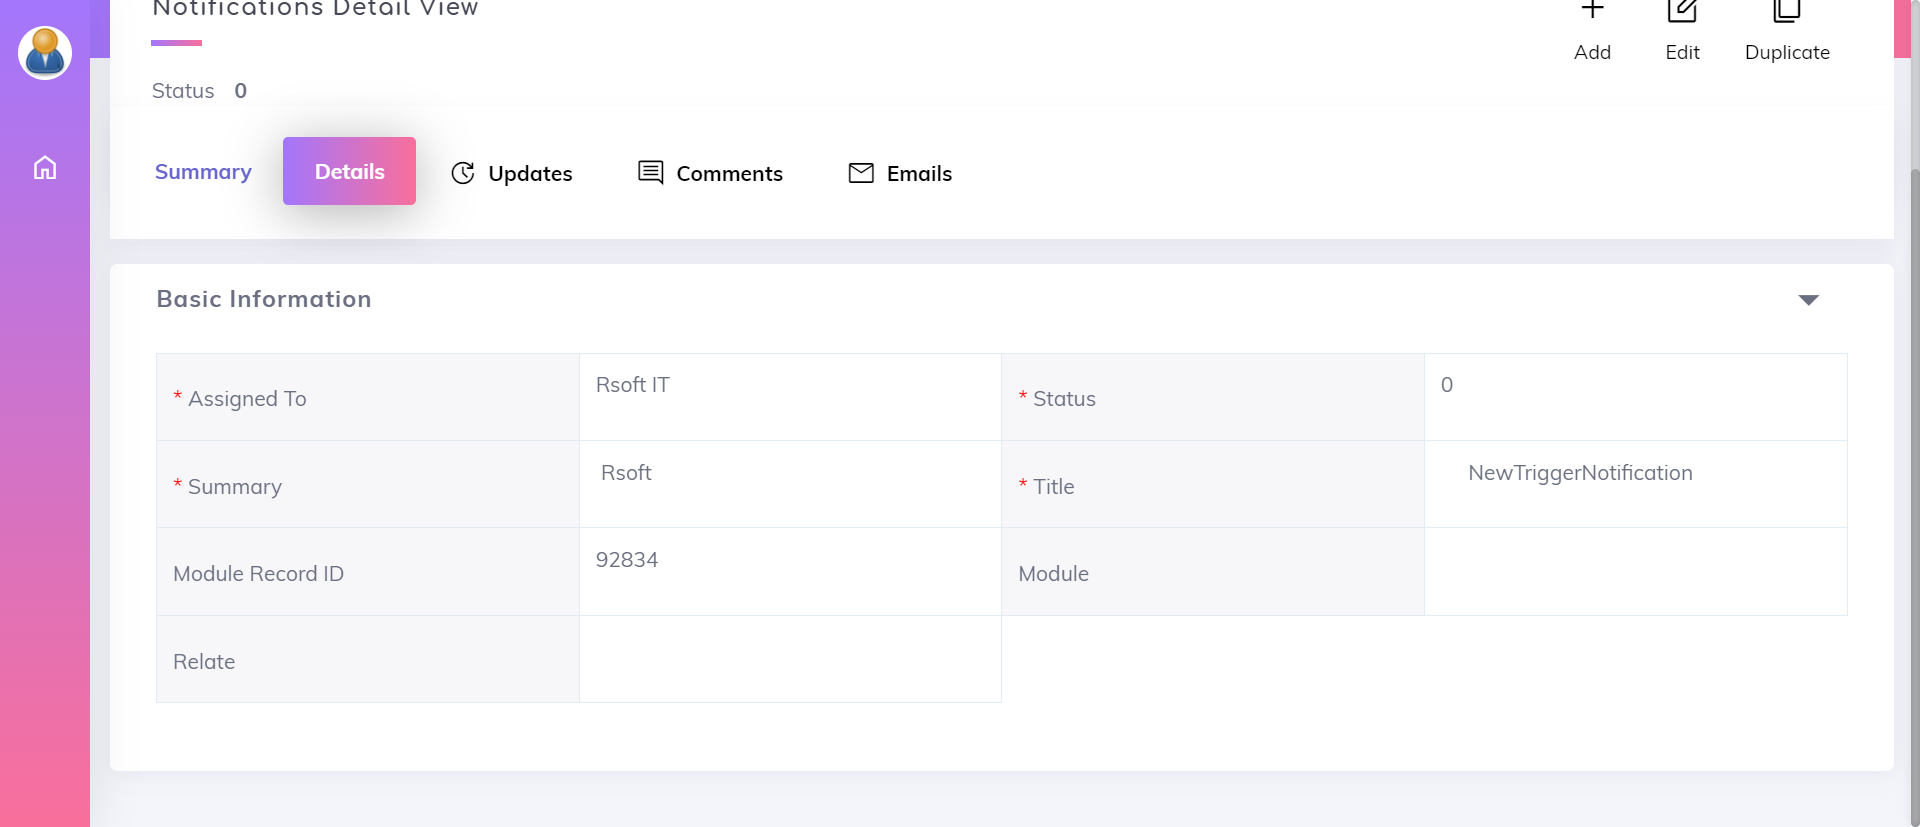 Notifications Detail View
Add Edit Duplicate
Status 0
Summary Details Updates Comments Emails
Basic Information
* Assigned To Rsoft IT * Status 0
* Summary Rsoft * Title NewTriggerNotification
Module Record ID 92834 Module
Relate